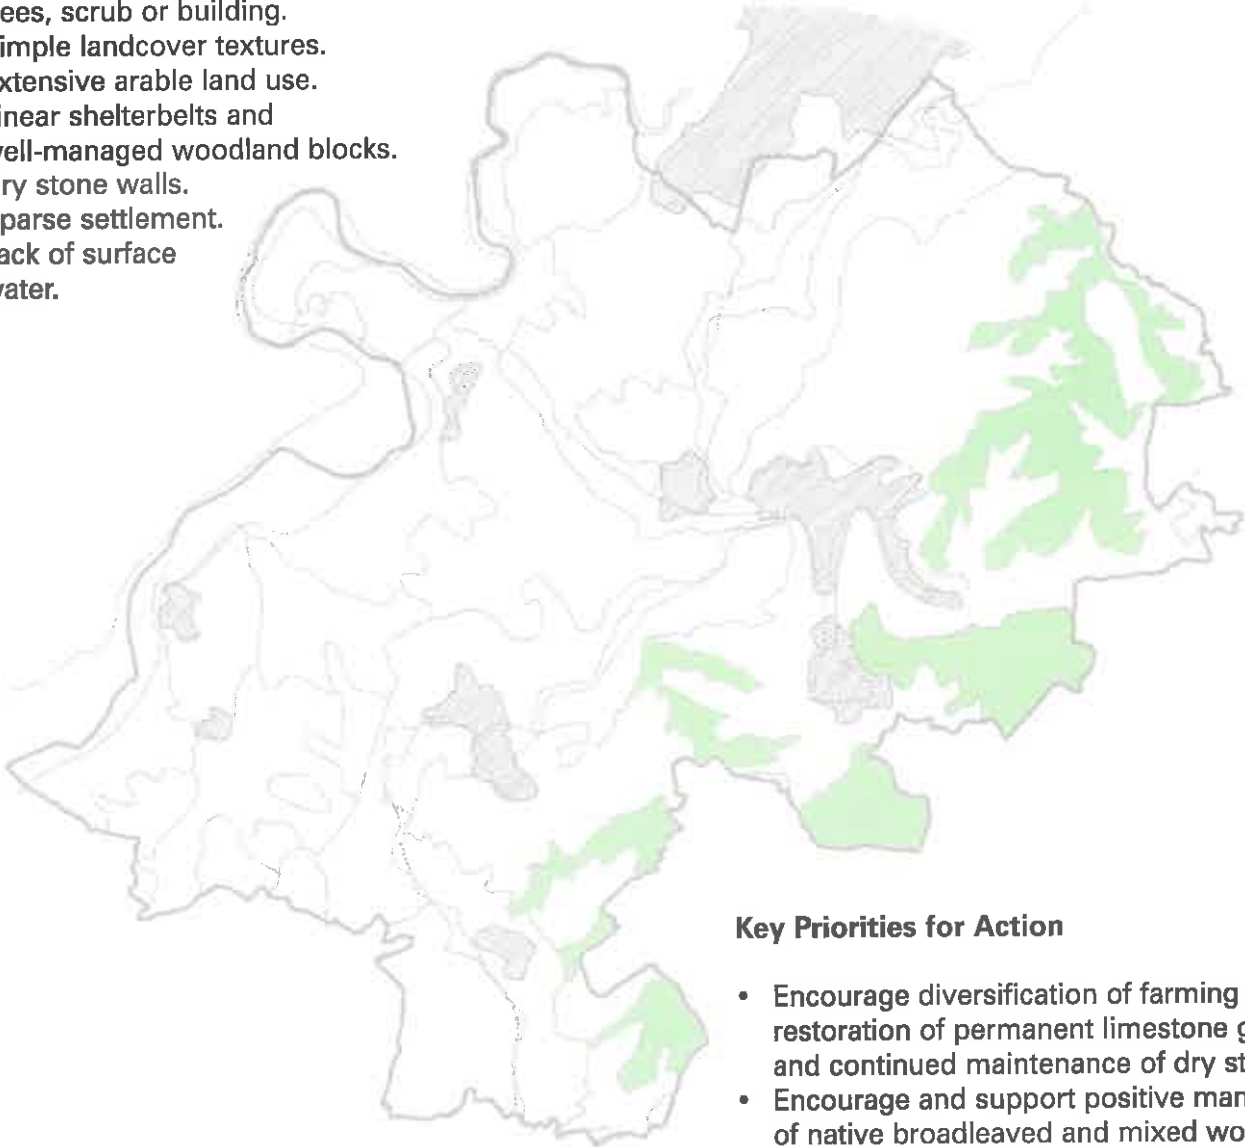 ees, scrub or building.
imple landcover textures.
xtensive arable land use.
inear shelterbelts and
vell-managed woodland blocks.
ry stone walls.
parse settlement.
ack of surface
vater.
Key Priorities for Action
• Encourage diversification of farming
restoration of permanent limestone g
and continued maintenance of dry st
• Encourage and support positive man
of native broadleaved and mixed wo